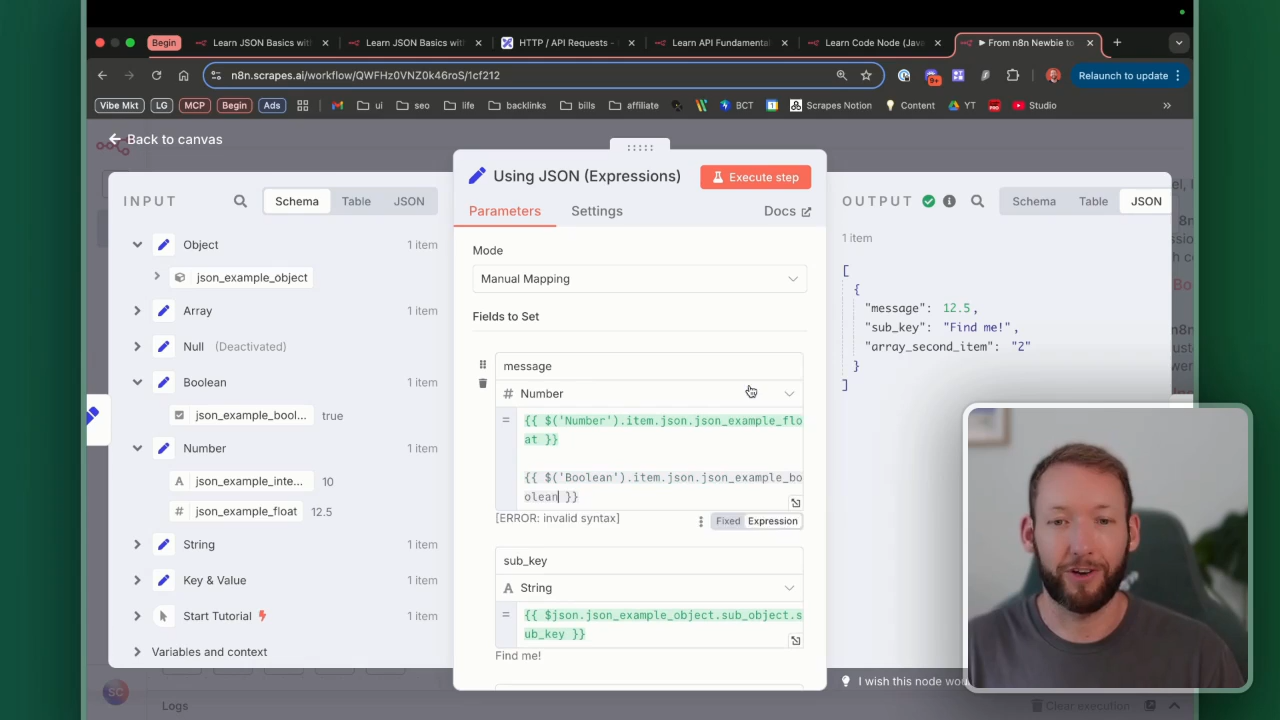 Begin
Learn JSON Basics wit
Learn JSON Basics wit
HTTP / API Requests -
Learn API Fundamental
Learn Code Node (Java
▶ From n8n Newbie to
n8n.scrapes.ai/workflow/QWFHz0VNZ0k46roS/1cf212
Relaunch to update
Vibe Mkt
LG
MCP
Begin
Ads
ui
seo
life
backlinks
bills
affiliate
BCT
Scrapes Notion
Content
YT
Studio
Back to canvas
INPUT
Schema
Table
JSON
Object
1 item
json_example_object
Array
1 item
Null (Deactivated)
1 item
Boolean
1 item
json_example_bool...
true
Number
1 item
json_example_inte...
10
json_example_float
12.5
String
1 item
Key & Value
1 item
Start Tutorial
1 item
Variables and context
SC
Logs
Using JSON (Expressions)
Execute step
Parameters
Settings
Docs
Mode
Manual Mapping
Fields to Set
message
# Number
= {{ $('Number').item.json.json_example_flo
at }}
{{ $('Boolean').item.json.json_example_bo
olean }}
[ERROR: invalid syntax]
Fixed
Expression
sub_key
A String
= {{ $json.json_example_object.sub_object.s
ub_key }}
Find me!
OUTPUT
Schema
Table
JSON
1 item
[
{
"message": 12.5,
"sub_key": "Find me!",
"array_second_item": "2"
}
]
I wish this node wou
Clear execution